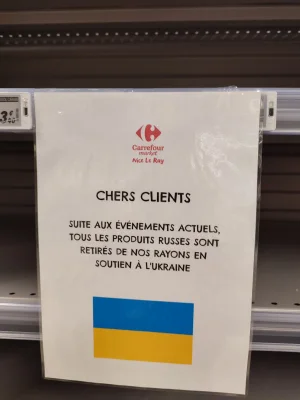 Carrefour
market
Nice Le Ray
CHERS CLIENTS
SUITE AUX ÉVÉNEMENTS ACTUELS,
TOUS LES PRODUITS RUSSES SONT
RETIRÉS DE NOS RAYONS EN
SOUTIEN À L'UKRAINE